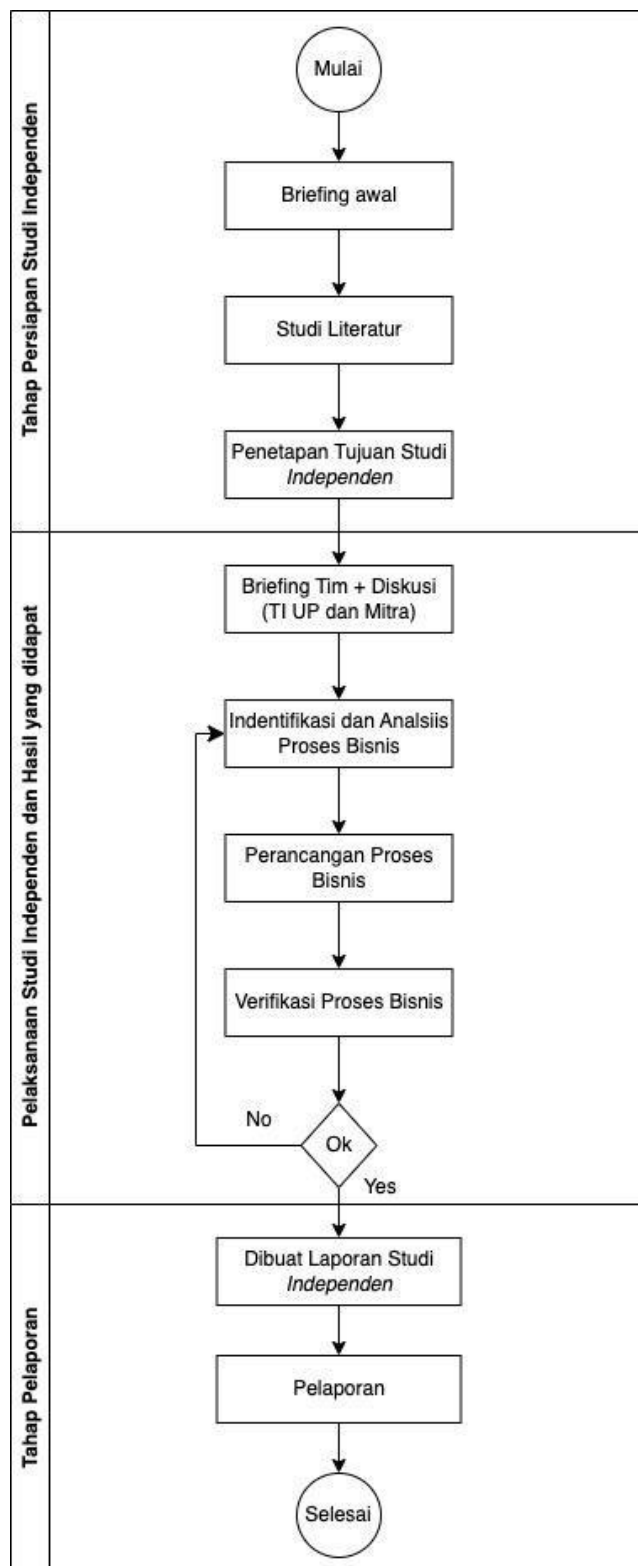 Tahap Persiapan Studi Independen
Mulai
Briefing awal
Studi Literatur
Penetapan Tujuan Studi
Independen
Pelaksanaan Studi Independen dan Hasil yang didapat
Briefing Tim + Diskusi
(TI UP dan Mitra)
Indentifikasi dan Analsiis
Proses Bisnis
Perancangan Proses
Bisnis
Verifikasi Proses Bisnis
No
Ok
Yes
Tahap Pelaporan
Dibuat Laporan Studi
Independen
Pelaporan
Selesai